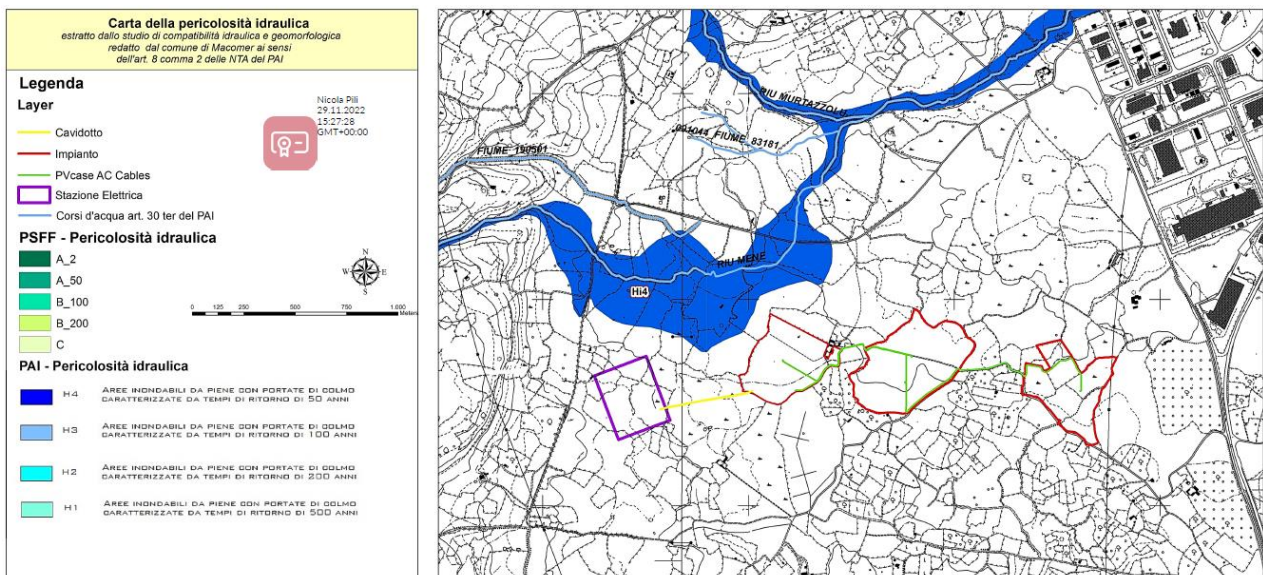 Carta della pericolosità idraulica
estratto dallo studio di compatibilità idraulica e geomorfologica
redatto dal comune di Macomer ai sensi
dell'art. 8 comma 2 delle NTA del PAI
Legenda
Layer
Nicola Pili
29.11.2022
15:27:28
GMT+00:00
Cavidotto
Impianto
PVcase AC Cables
Stazione Elettrica
Corsi d'acqua art. 30 ter del PAI
PSFF - Pericolosità idraulica
A_2
A_50
B_100
B_200
C
N
W E
S
0 125 250 500 750 1.000
Meters
PAI - Pericolosità idraulica
H4 AREE INONDABILI DA PIENE CON PORTATE DI COLMO
CARATTERIZZATE DA TEMPI DI RITORNO DI 50 ANNI
H3 AREE INONDABILI DA PIENE CON PORTATE DI COLMO
CARATTERIZZATE DA TEMPI DI RITORNO DI 100 ANNI
H2 AREE INONDABILI DA PIENE CON PORTATE DI COLMO
CARATTERIZZATE DA TEMPI DI RITORNO DI 200 ANNI
H1 AREE INONDABILI DA PIENE CON PORTATE DI COLMO
CARATTERIZZATE DA TEMPI DI RITORNO DI 500 ANNI
RIU MURTAZZOLU
091044_FIUME_83181
FIUME_190501
RIU MENE
Hi4